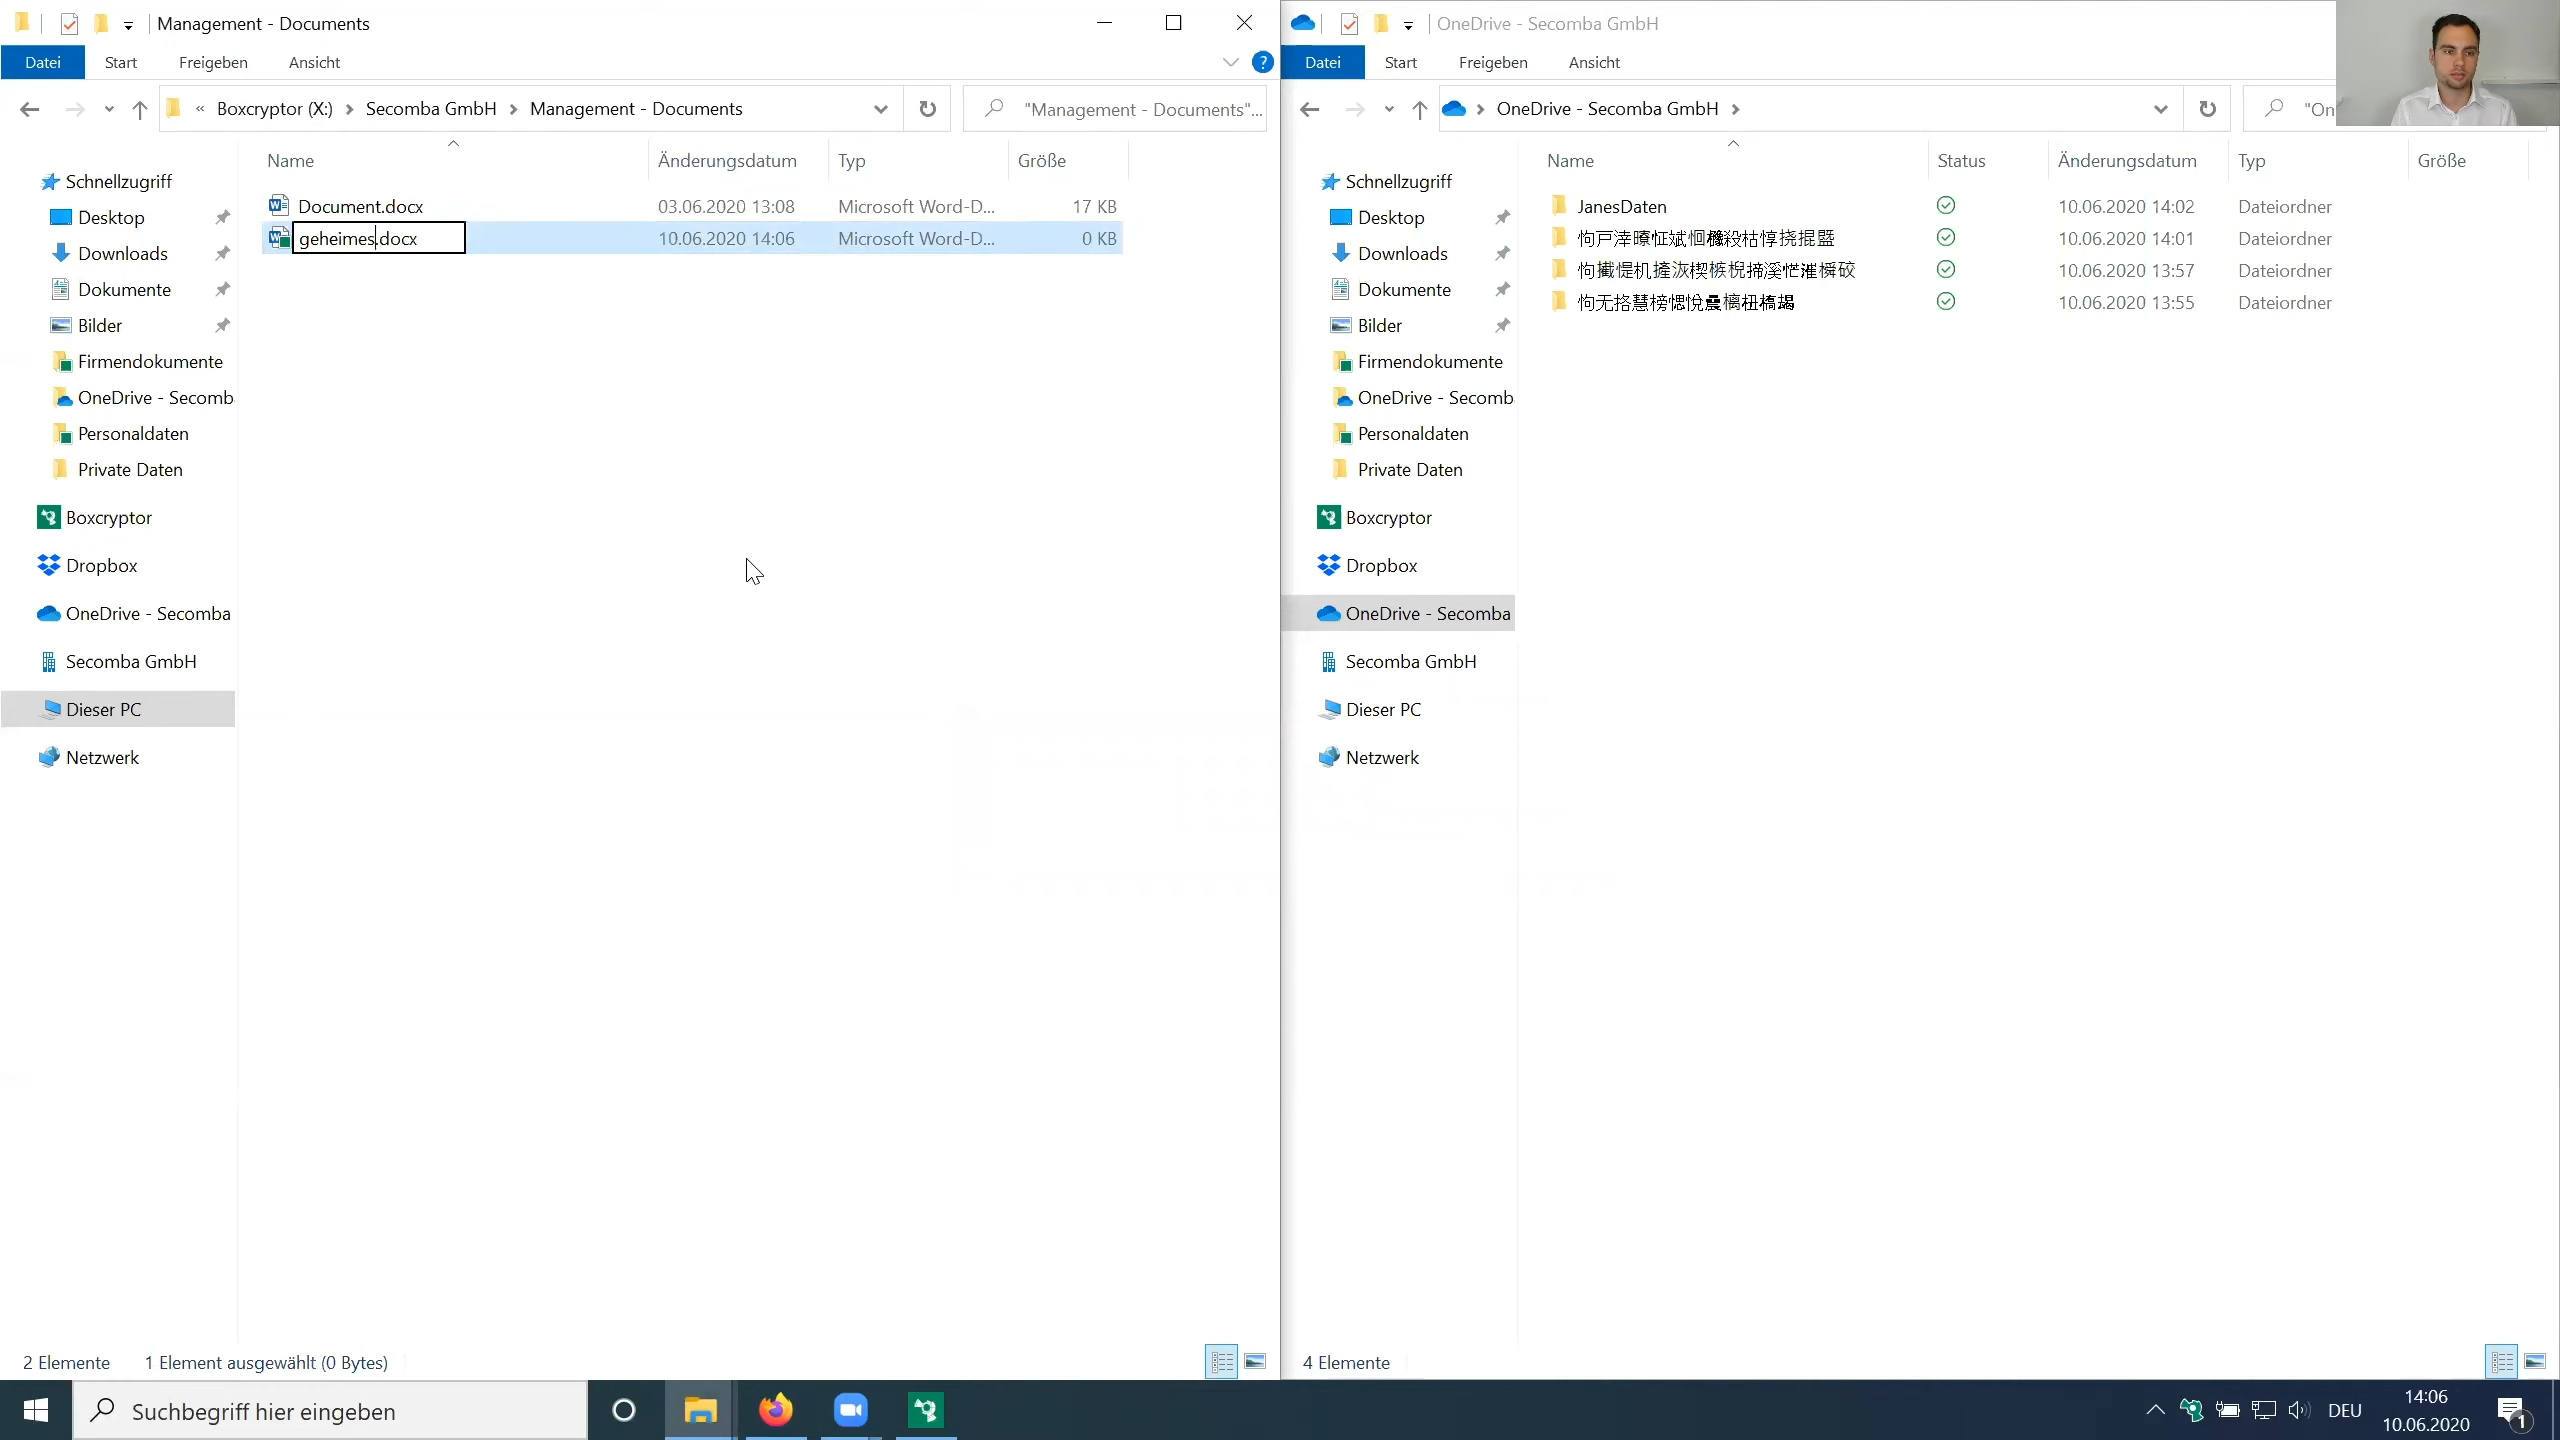 Management - Documents
Datei Start Freigeben Ansicht
« Boxcryptor (X:) Secomba GmbH Management - Documents
"Management - Documents"...
Name Änderungsdatum Typ Größe
Document.docx 03.06.2020 13:08 Microsoft Word-D... 17 KB
geheimes.docx 10.06.2020 14:06 Microsoft Word-D... 0 KB
Schnellzugriff
Desktop
Downloads
Dokumente
Bilder
Firmendokumente
OneDrive - Secomb
Personaldaten
Private Daten
Boxcryptor
Dropbox
OneDrive - Secomba
Secomba GmbH
Dieser PC
Netzwerk
2 Elemente 1 Element ausgewählt (0 Bytes)
OneDrive - Secomba GmbH
Datei Start Freigeben Ansicht
OneDrive - Secomba GmbH
"On
Name Status Änderungsdatum Typ Größe
JanesDaten 10.06.2020 14:02 Dateiordner
10.06.2020 14:01 Dateiordner
10.06.2020 13:57 Dateiordner
10.06.2020 13:55 Dateiordner
Schnellzugriff
Desktop
Downloads
Dokumente
Bilder
Firmendokumente
OneDrive - Secomb
Personaldaten
Private Daten
Boxcryptor
Dropbox
OneDrive - Secomba
Secomba GmbH
Dieser PC
Netzwerk
4 Elemente
Suchbegriff hier eingeben
DEU
14:06
10.06.2020
1